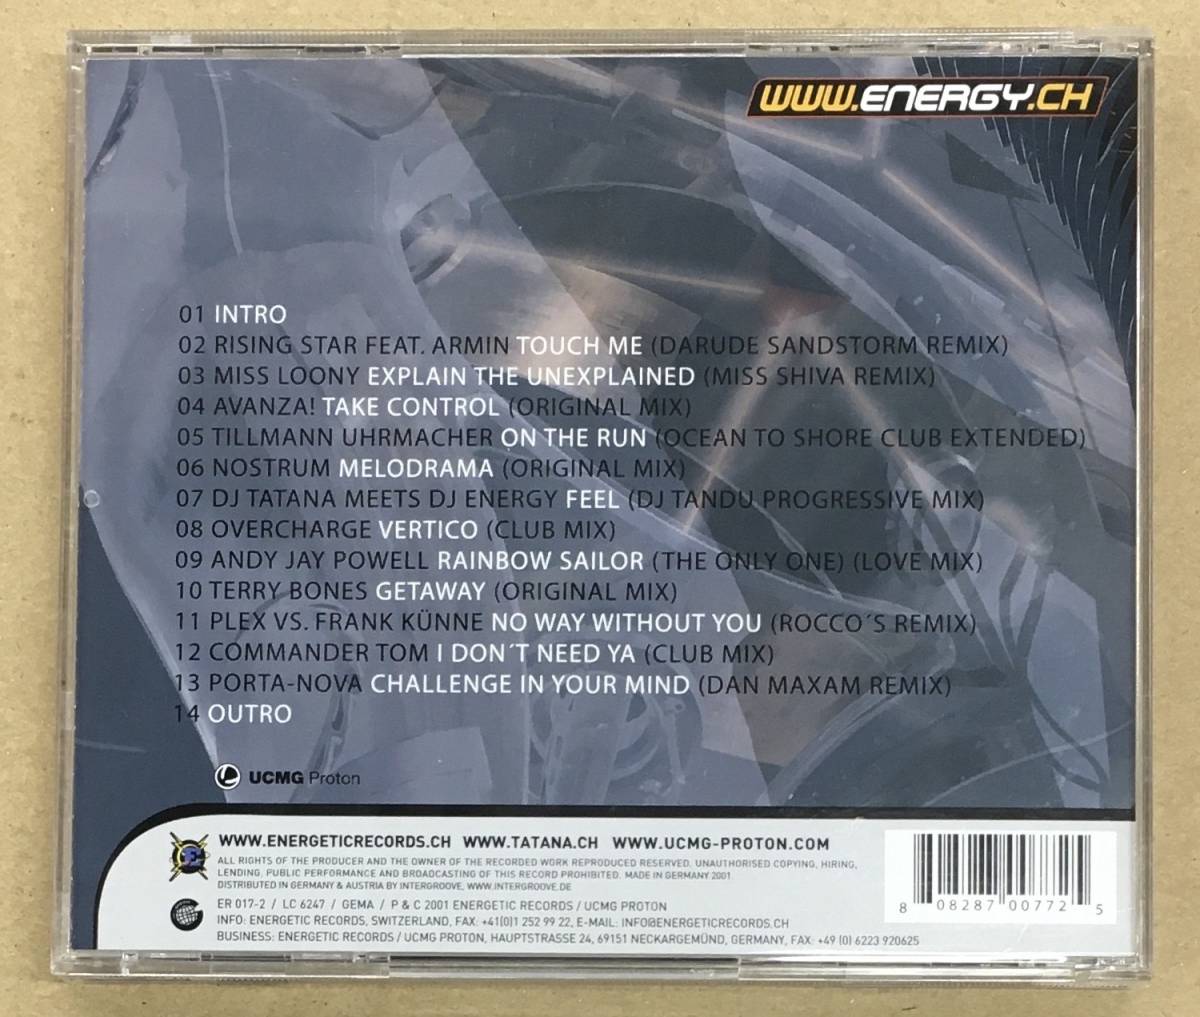 WWW.ENERGY.CH
01 INTRO
02 RISING STAR FEAT. ARMIN TOUCH ME (DARUDE SANDSTORM REMIX)
03 MISS LOONY EXPLAIN THE UNEXPLAINED (MISS SHIVA REMIX)
04 AVANZA! TAKE CONTROL (ORIGINAL MIX)
05 TILLMANN UHRMACHER ON THE RUN (OCEAN TO SHORE CLUB EXTENDED)
06 NOSTRUM MELODRAMA (ORIGINAL MIX)
07 DJ TATANA MEETS DJ ENERGY FEEL (DJ TANDU PROGRESSIVE MIX)
08 OVERCHARGE VERTICO (CLUB MIX)
09 ANDY JAY POWELL RAINBOW SAILOR (THE ONLY ONE) (LOVE MIX)
10 TERRY BONES GETAWAY (ORIGINAL MIX)
11 PLEX VS. FRANK KÜNNE NO WAY WITHOUT YOU (ROCCO´S REMIX)
12 COMMANDER TOM I DON´T NEED YA (CLUB MIX)
13 PORTA-NOVA CHALLENGE IN YOUR MIND (DAN MAXAM REMIX)
14 OUTRO
UCMG Proton
WWW.ENERGETICRECORDS.CH WWW.TATANA.CH WWW.UCMG-PROTON.COM
E
ALL RIGHTS OF THE PRODUCER AND THE OWNER OF THE RECORDED WORK REPRODUCED RESERVED. UNAUTHORISED COPYING, HIRING,
LENDING, PUBLIC PERFORMANCE AND BROADCASTING OF THIS RECORD PROHIBITED. MADE IN GERMANY 2001.
DISTRIBUTED IN GERMANY & AUSTRIA BY INTERGROOVE, WWW.INTERGROOVE.DE
ER 017-2 / LC 6247 / GEMA / P & C 2001 ENERGETIC RECORDS / UCMG PROTON
INFO: ENERGETIC RECORDS, SWITZERLAND, FAX: +41(0)1 252 99 22, E-MAIL: INFO@ENERGETICRECORDS.CH
BUSINESS: ENERGETIC RECORDS / UCMG PROTON, HAUPTSTRASSE 24, 69151 NECKARGEMÜND, GERMANY, FAX: +49 (0) 6223 920625
8 08287 00772 5